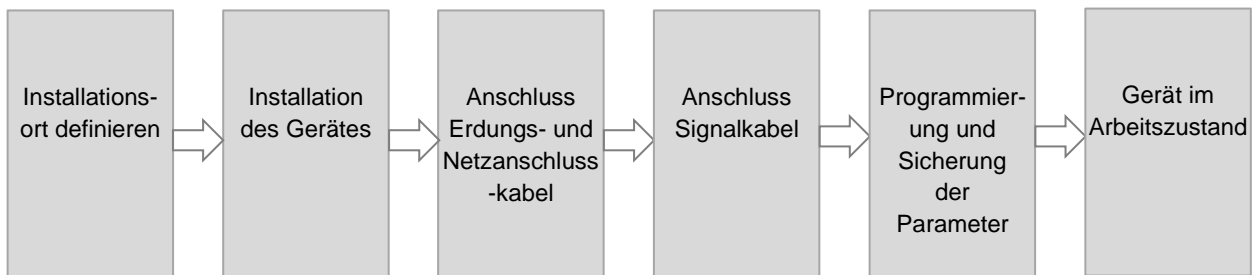 Installations-
ort definieren
Installation
des Gerätes
Anschluss
Erdungs- und
Netzanschluss
-kabel
Anschluss
Signalkabel
Programmier-
ung und
Sicherung
der
Parameter
Gerät im
Arbeitszustand